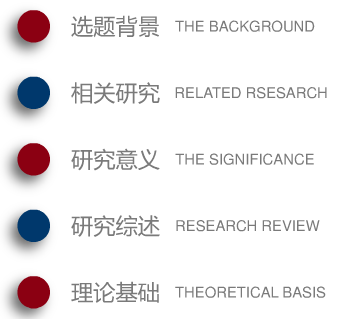 选题背景 THE BACKGROUND
相关研究 RELATED RSESARCH
研究意义 THE SIGNIFICANCE
研究综述 RESEARCH REVIEW
理论基础 THEORETICAL BASIS